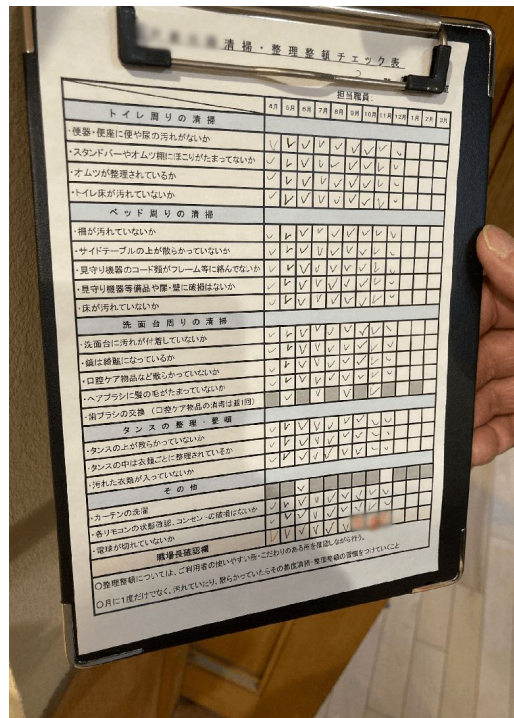 清掃・整理整頓チェック表
担当職員:
4月 5月 6月 7月 8月 9月 10月 11月 12月 1月 2月 3月
トイレ周りの清掃
・便器・便座に便や尿の汚れがないか
・スタンドバーやオムツ棚にほこりがたまってないか
・オムツが整理されているか
・トイレ床が汚れていないか
ベッド周りの清掃
・柵が汚れていないか
・サイドテーブルの上が散らかっていないか
・見守り機器のコード類がフレーム等に絡んでないか
・見守り機器等備品や扉・壁に破損はないか
・床が汚れていないか
洗面台周りの清掃
・洗面台に汚れが付着していないか
・鏡は綺麗になっているか
・口腔ケア物品など散らかっていないか
・ヘアブラシに髪の毛がたまっていないか
・歯ブラシの交換(口腔ケア物品の消毒は週1回)
タンスの整理・整頓
・タンスの上が散らかっていないか
・タンスの中は衣類ごとに整理されているか
・汚れた衣類が入っていないか
その他
・カーテンの洗濯
・各リモコンの状態確認、コンセントの破損はないか
・電球が切れていないか
職場長確認欄
〇整理整頓については、ご利用者の使いやすい形・こだわりのある所を確認しながら行う。
〇月に1度だけでなく、汚れていたり、散らかっていたらその都度清掃・整理整頓の習慣をつけていくこと